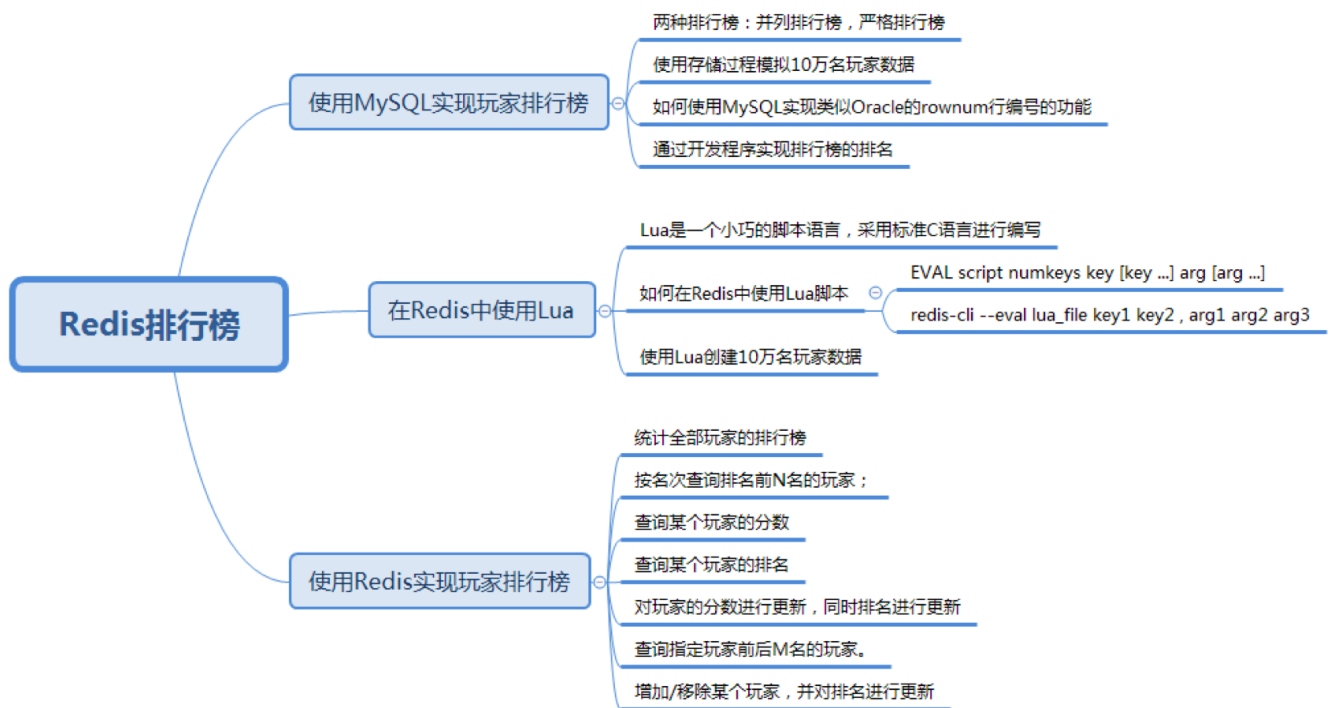 Redis排行榜
使用MySQL实现玩家排行榜
两种排行榜：并列排行榜，严格排行榜
使用存储过程模拟10万名玩家数据
如何使用MySQL实现类似Oracle的rownum行编号的功能
通过开发程序实现排行榜的排名
在Redis中使用Lua
Lua是一个小巧的脚本语言，采用标准C语言进行编写
如何在Redis中使用Lua脚本
EVAL script numkeys key [key ...] arg [arg ...]
redis-cli --eval lua_file key1 key2 , arg1 arg2 arg3
使用Lua创建10万名玩家数据
使用Redis实现玩家排行榜
统计全部玩家的排行榜
按名次查询排名前N名的玩家；
查询某个玩家的分数
查询某个玩家的排名
对玩家的分数进行更新，同时排名进行更新
查询指定玩家前后M名的玩家。
增加/移除某个玩家，并对排名进行更新